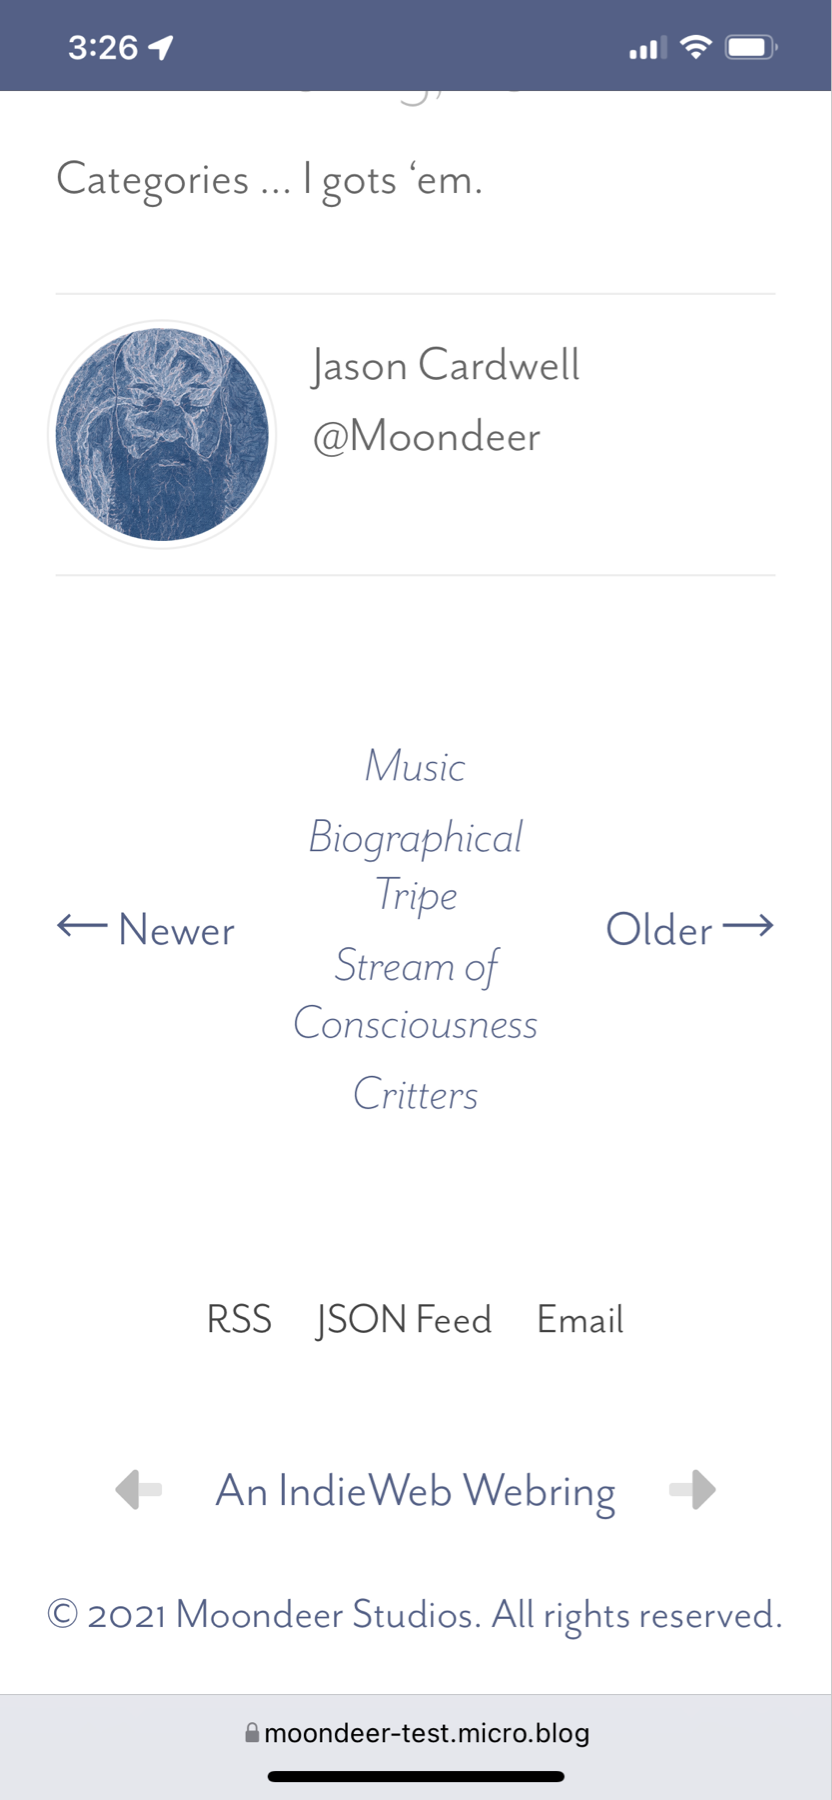 3:26
Categories ... I gots ‘em.
Jason Cardwell
@Moondeer
Music
Biographical
Tripe
← Newer
Older →
Stream of
Consciousness
Critters
RSS JSON Feed Email
An IndieWeb Webring
© 2021 Moondeer Studios. All rights reserved.
moondeer-test.micro.blog